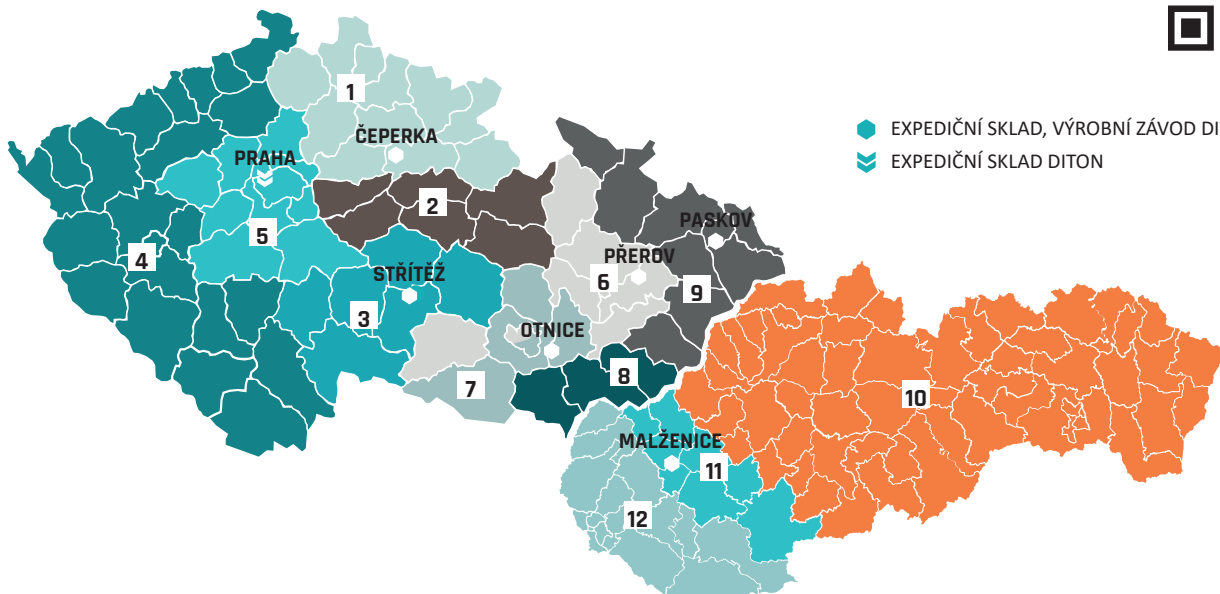 1
EXPEDIČNÍ SKLAD, VÝROBNÍ ZÁVOD DI
ČEPERKA
EXPEDIČNÍ SKLAD DITON
PRAHA
2
PASKOV
5
4
PŘEROV
STŘÍTĚŽ
6
9
3
OTNICE
8
7
10
MALŽENICE
11
12